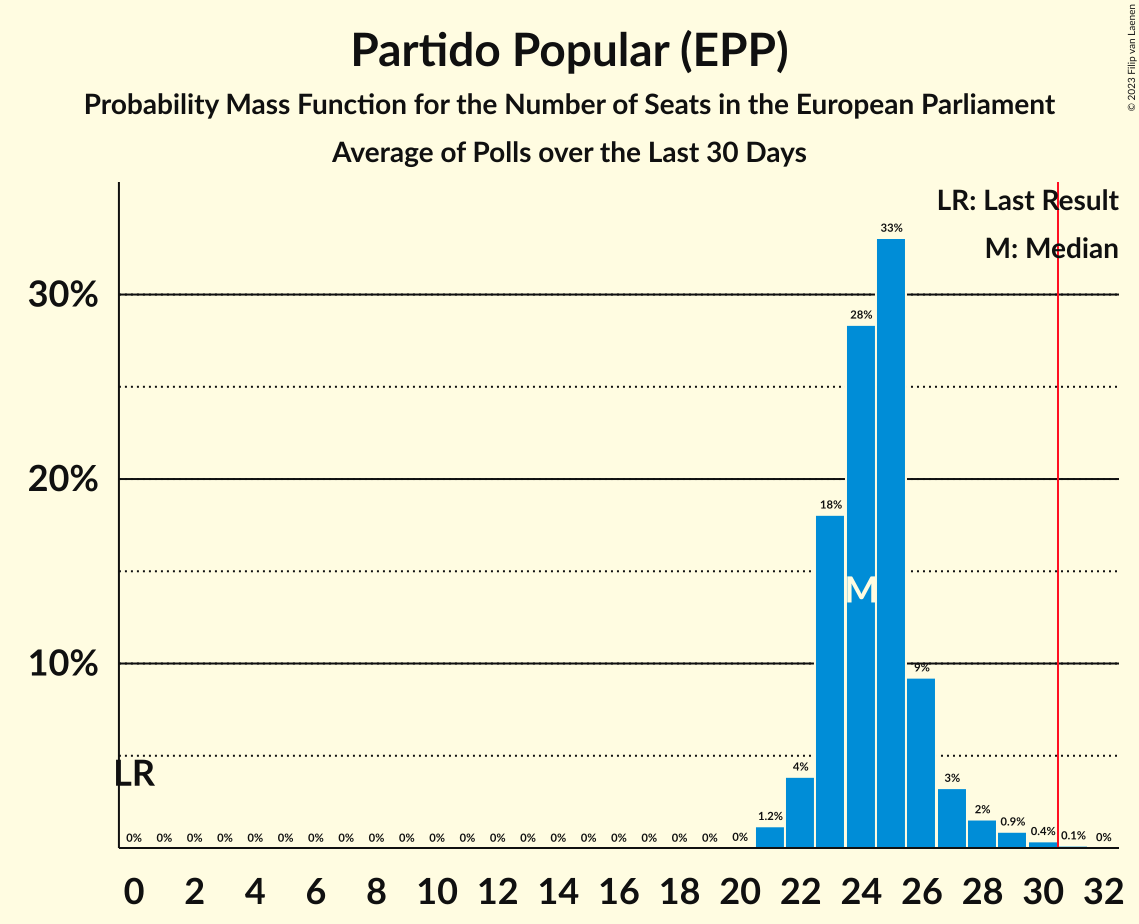 © 2023 Filip van Laenen
Partido Popular (EPP)
Probability Mass Function for the Number of Seats in the European Parliament
Average of Polls over the Last 30 Days
LR: Last Result
M: Median
30%
20%
10%
33%
28%
18%
M
9%
LR
4%
3%
2%
0% 0% 0% 0% 0% 0% 0% 0% 0% 0% 0% 0% 0% 0% 0% 0% 0% 0% 0% 0% 0% 1.2% 0.9% 0.4% 0.1% 0%
0 2 4 6 8 10 12 14 16 18 20 22 24 26 28 30 32